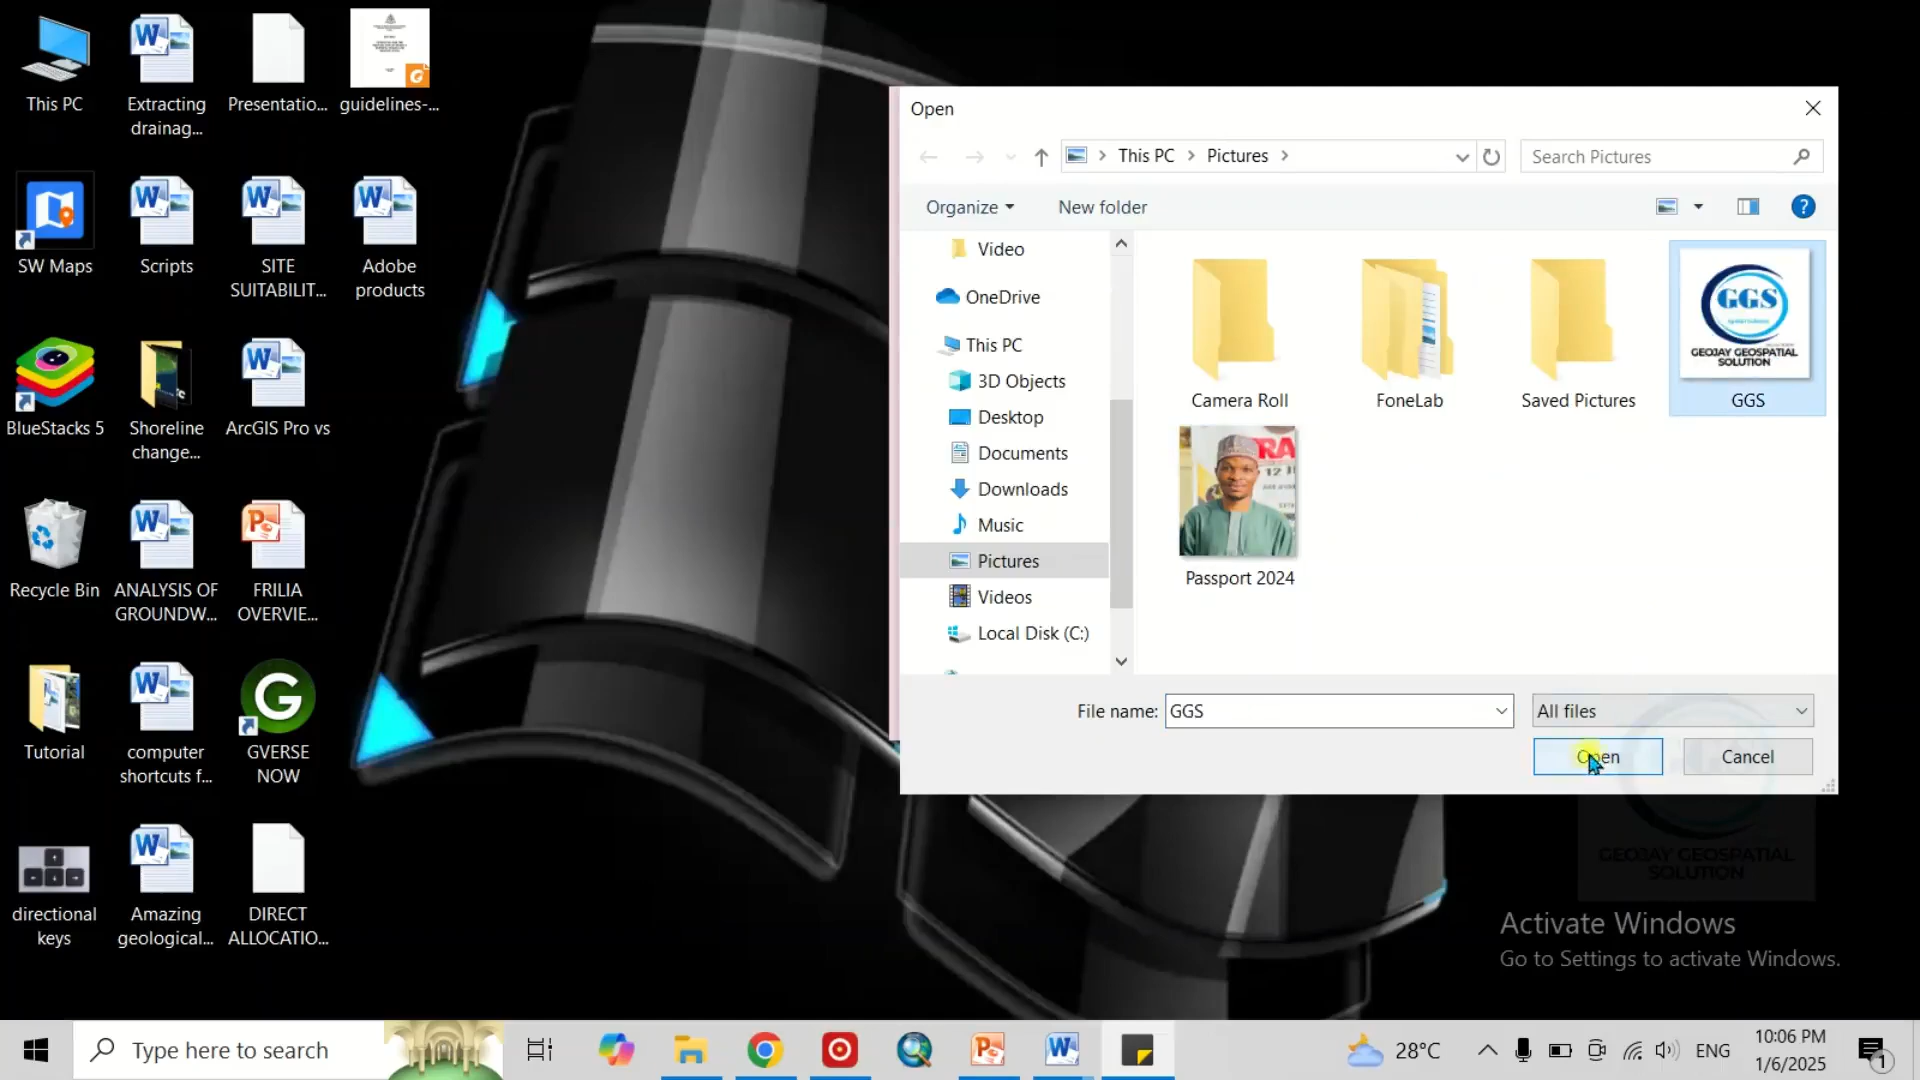 This PC
Extracting
drainag...
Presentatio...
guidelines-...
SW Maps
Scripts
SITE
SUITABILIT...
Adobe
products
BlueStacks 5
Shoreline
change...
ArcGIS Pro vs
Recycle Bin
ANALYSIS OF
GROUNDW...
FRILIA
OVERVIE...
Tutorial
computer
shortcuts f...
GVERSE
NOW
directional
keys
Amazing
geological...
DIRECT
ALLOCATIO...
Open
This PC
Pictures
Search Pictures
Organize
New folder
Video
OneDrive
This PC
3D Objects
Desktop
Documents
Downloads
Music
Pictures
Videos
Local Disk (C:)
Camera Roll
FoneLab
Saved Pictures
GGS
GEOJAY GEOSPATIAL
SOLUTION
GGS
Passport 2024
File name:
GGS
All files
Open
Cancel
GEOJAY GEOSPATIAL
SOLUTION
Activate Windows
Go to Settings to activate Windows.
Type here to search
28°C
ENG
10:06 PM
1/6/2025
1